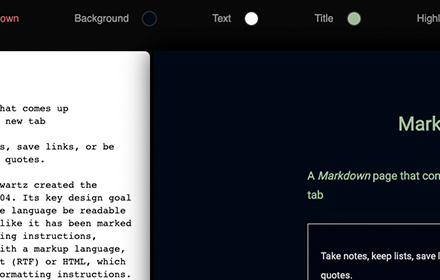 own Background Text Title Highl
hat comes up
new tab
s, save links, or be
quotes.
wartz created the
04. Its key design goal
e language be readable
like it has been marked
ing instructions,
ith a markup language,
t (RTF) or HTML, which
ormatting instructions.
Mark
A Markdown page that con
tab
Take notes, keep lists, save l
quotes.